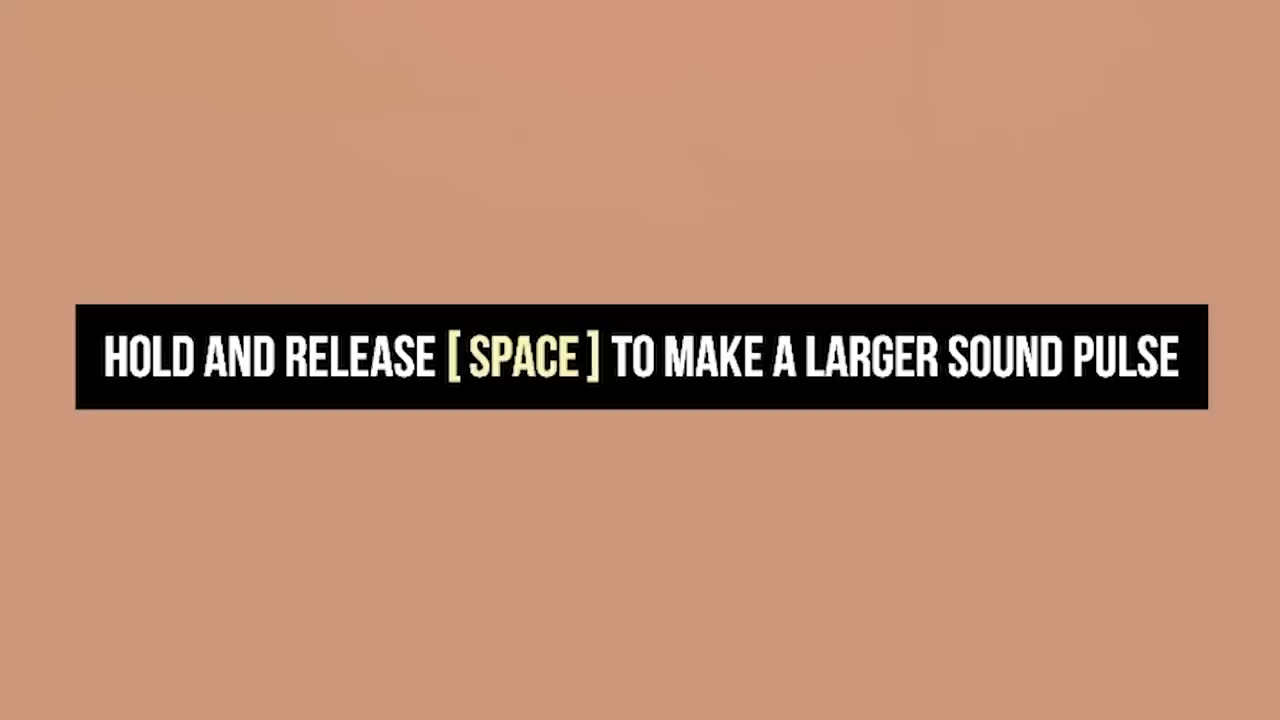 HOLD AND RELEASE [ SPACE ] TO MAKE A LARGER SOUND PULSE